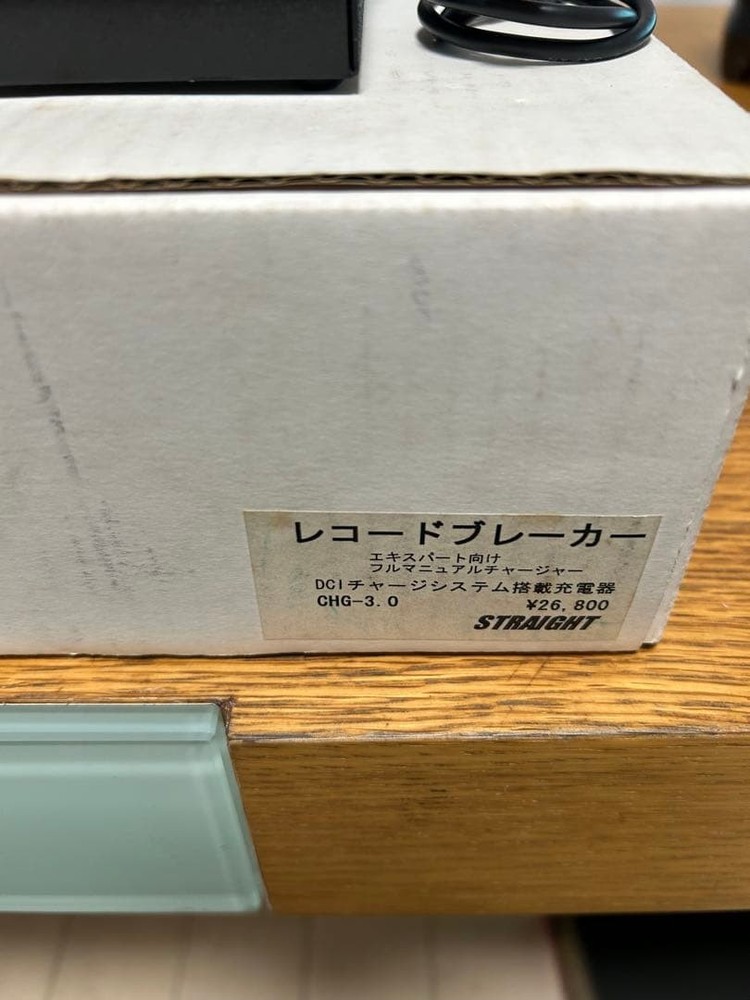 レコードブレーカー
エキスパート向け
フルマニュアルチャージャー
DCIチャージシステム搭載充電器
CHG-3.0 ¥26,800
STRAIGHT